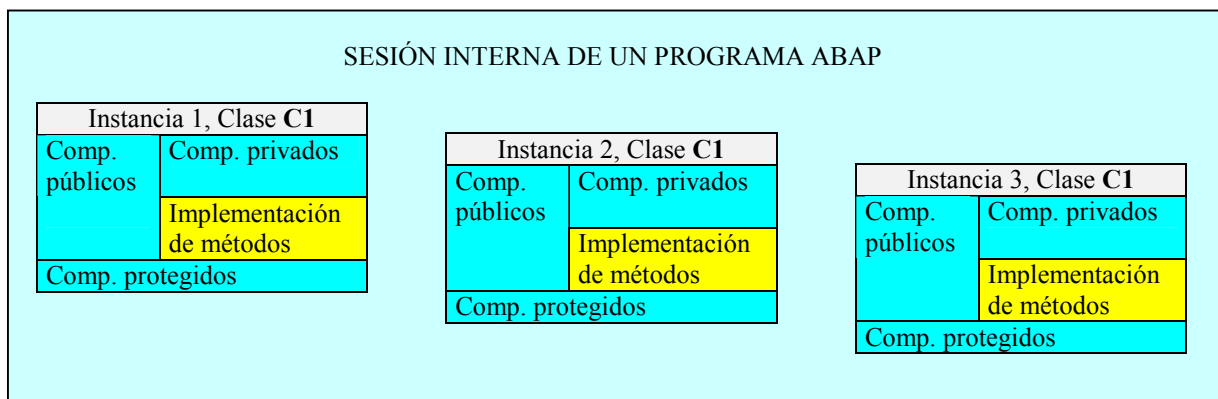 SESIÓN INTERNA DE UN PROGRAMA ABAP
Instancia 1, Clase C1
Comp.
públicos
Comp. privados
Implementación
de métodos
Comp. protegidos
Instancia 2, Clase C1
Comp.
públicos
Comp. privados
Implementación
de métodos
Comp. protegidos
Instancia 3, Clase C1
Comp.
públicos
Comp. privados
Implementación
de métodos
Comp. protegidos